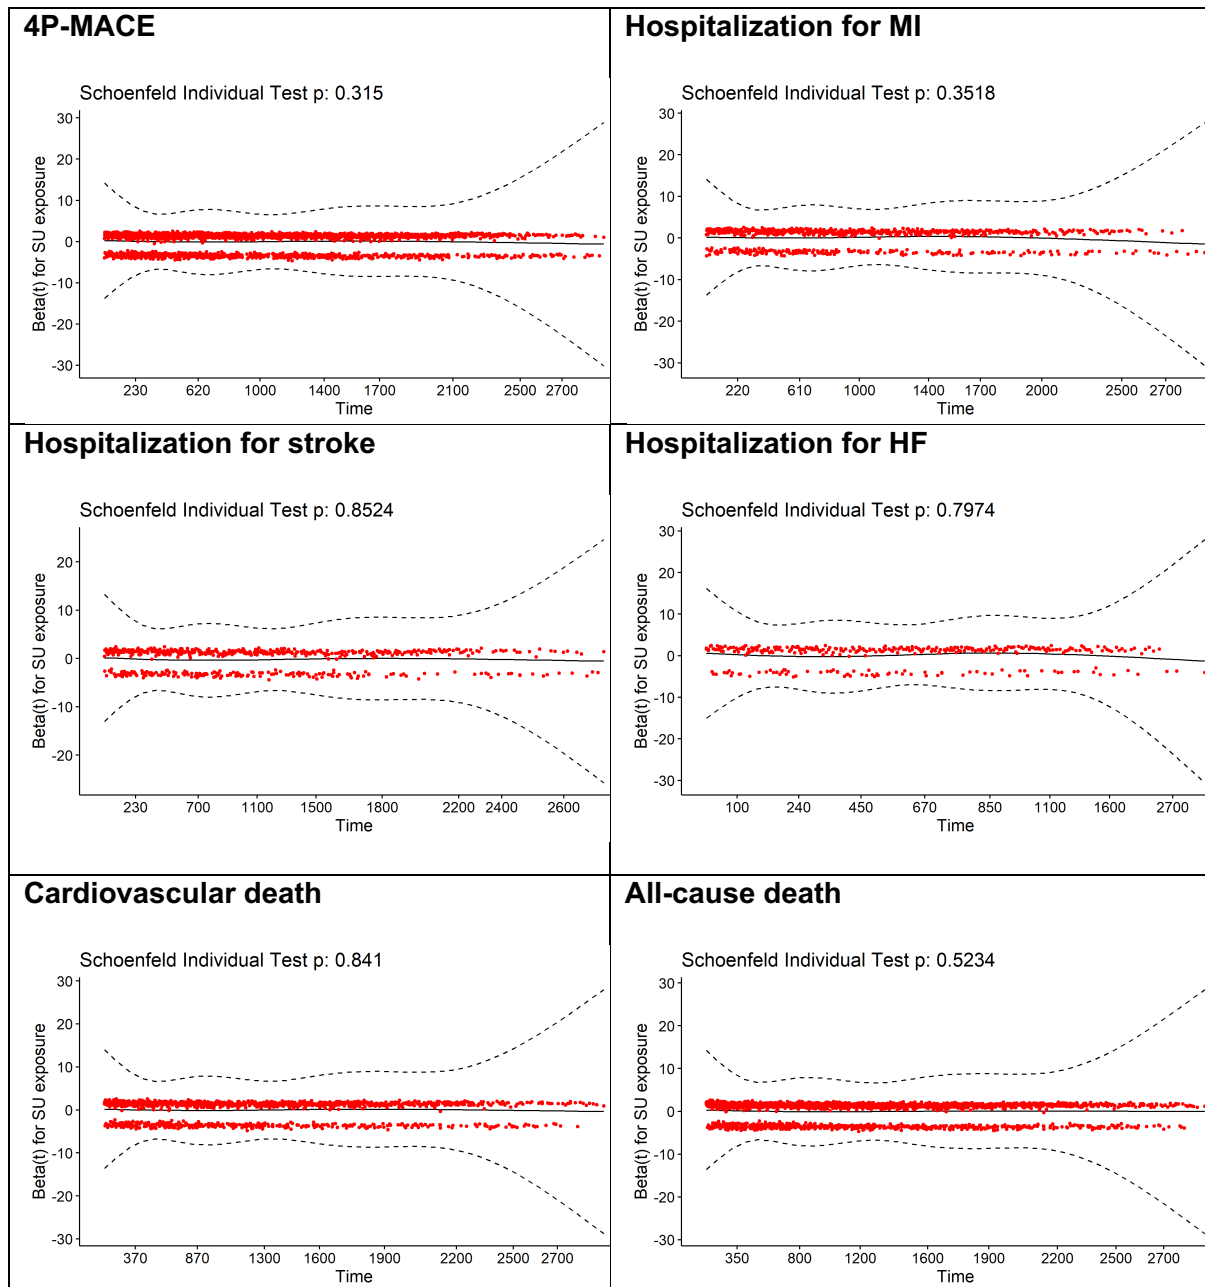 4P-MACE
Schoenfeld Individual Test p: 0.315
Beta(t) for SU exposure
30
20
10
0
-10
-20
-30
230 620 1000 1400 1700 2100 2500 2700
Time
Hospitalization for MI
Schoenfeld Individual Test p: 0.3518
Beta(t) for SU exposure
30
20
10
0
-10
-20
-30
220 610 1000 1400 1700 2000 2500 2700
Time
Hospitalization for stroke
Schoenfeld Individual Test p: 0.8524
Beta(t) for SU exposure
20
10
0
-10
-20
230 700 1100 1500 1800 2200 2400 2600
Time
Hospitalization for HF
Schoenfeld Individual Test p: 0.7974
Beta(t) for SU exposure
30
20
10
0
-10
-20
-30
100 240 450 670 850 1100 1600 2700
Time
Cardiovascular death
Schoenfeld Individual Test p: 0.841
Beta(t) for SU exposure
30
20
10
0
-10
-20
-30
370 870 1300 1600 1900 2200 2500 2700
Time
All-cause death
Schoenfeld Individual Test p: 0.5234
Beta(t) for SU exposure
30
20
10
0
-10
-20
-30
350 800 1200 1600 1900 2200 2500 2700
Time